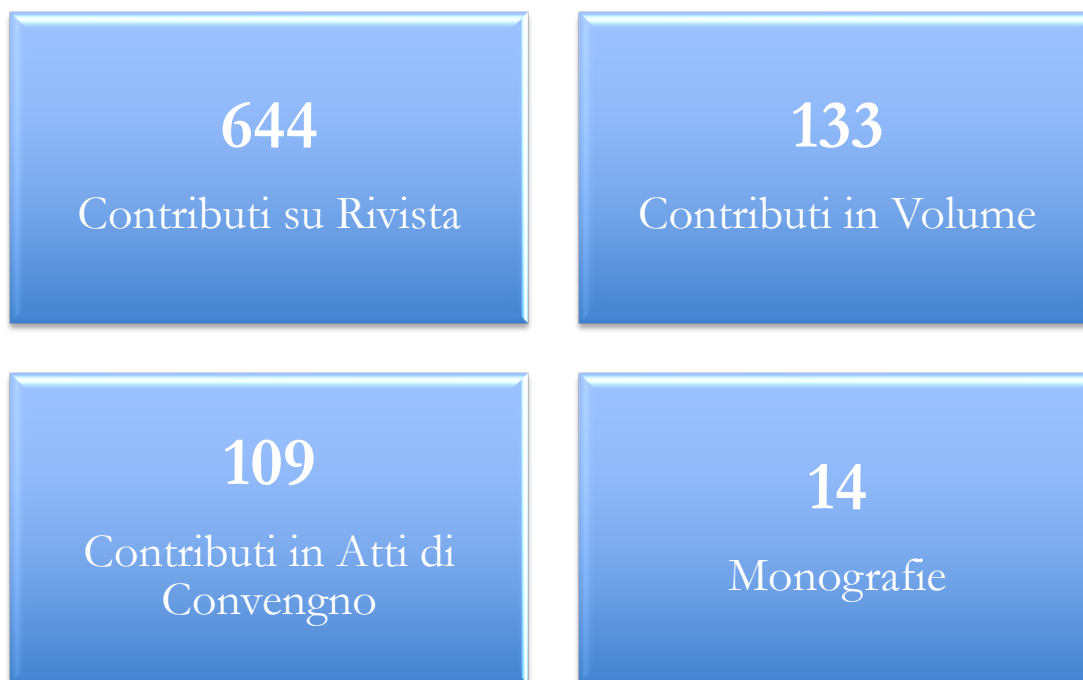 644
Contributi su Rivista
133
Contributi in Volume
109
Contributi in Atti di
Convengno
14
Monografie